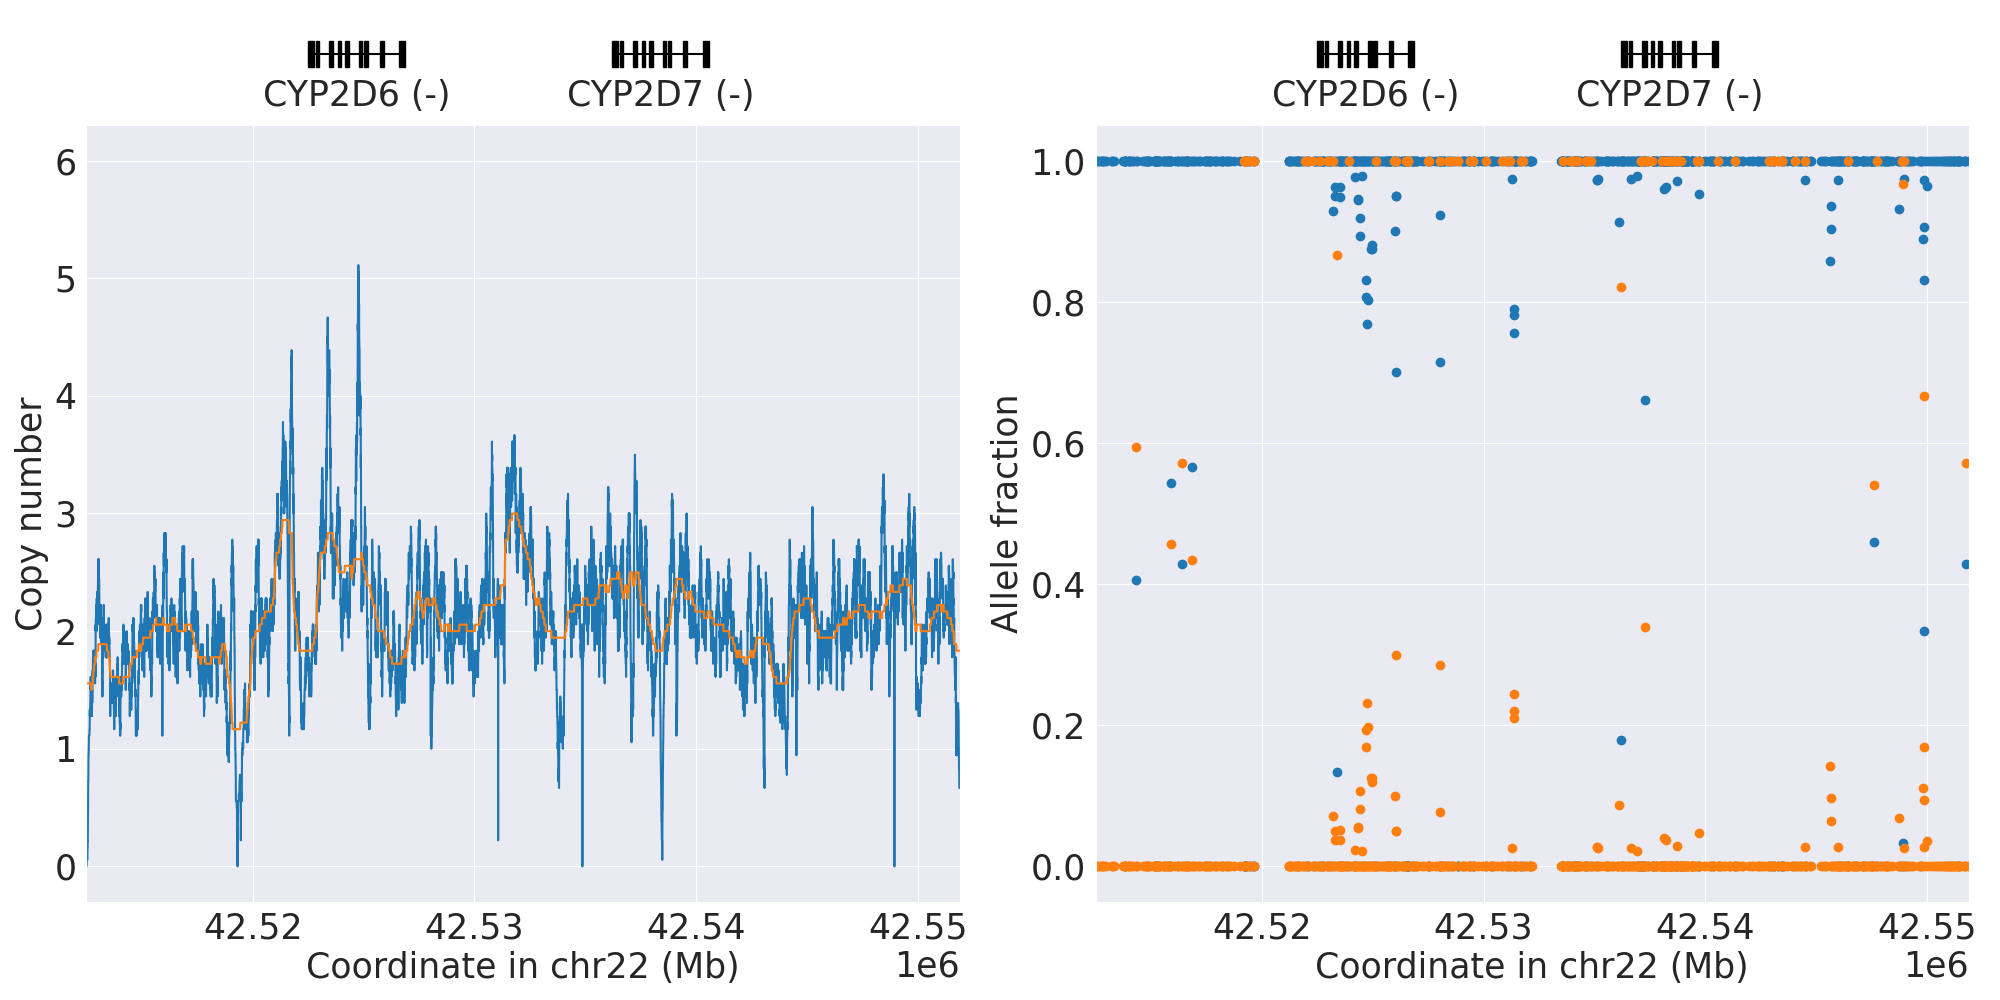 CYP2D6 (-) CYP2D7 (-)
6
5
4
3
2
1
0
Copy number
42.52 42.53 42.54 42.55
Coordinate in chr22 (Mb)
1e6
CYP2D6 (-) CYP2D7 (-)
1.0
0.8
0.6
0.4
0.2
0.0
Allele fraction
42.52 42.53 42.54 42.55
Coordinate in chr22 (Mb)
1e6